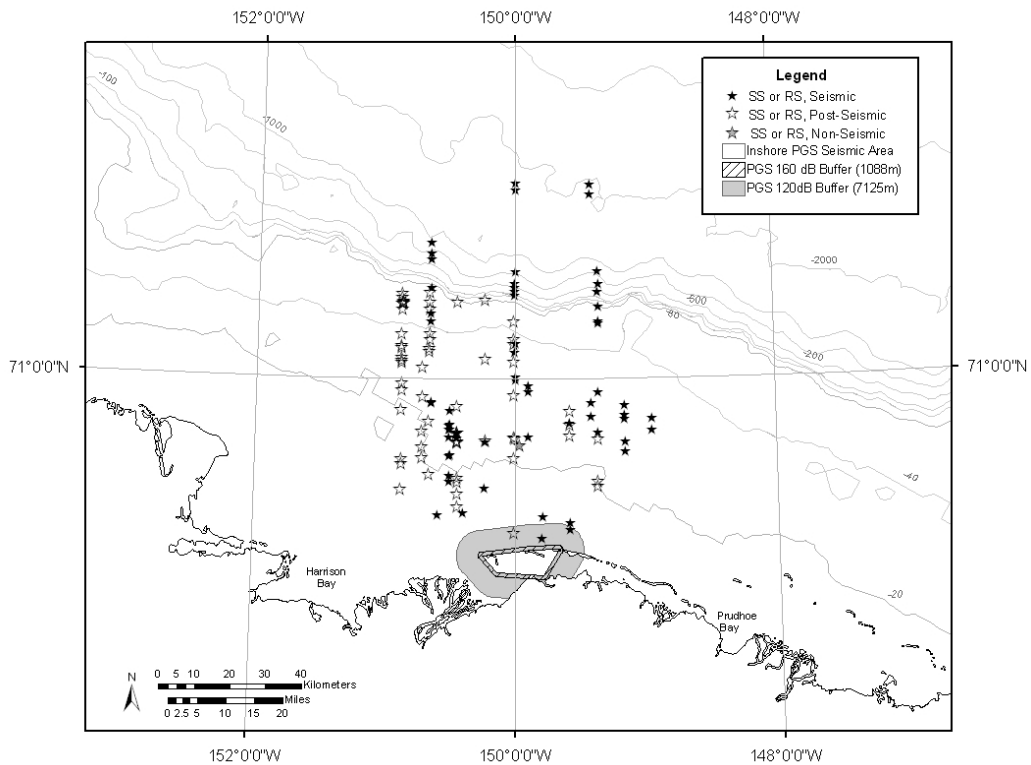 152°0'0"W 150°0'0"W 148°0'0"W
Legend
SS or RS, Seismic
SS or RS, Post-Seismic
SS or RS, Non-Seismic
Inshore PGS Seismic Area
PGS 160 dB Buffer (1088m)
PGS 120dB Buffer (7125m)
-100
-1000
-2000
-500
-80
-200
71°0'0"N 71°0'0"N
-40
-20
Harrison
Bay
Prudhoe
Bay
N
0 5 10 20 30 40
Kilometers
Miles
0 2.5 5 10 15 20
152°0'0"W 150°0'0"W 148°0'0"W